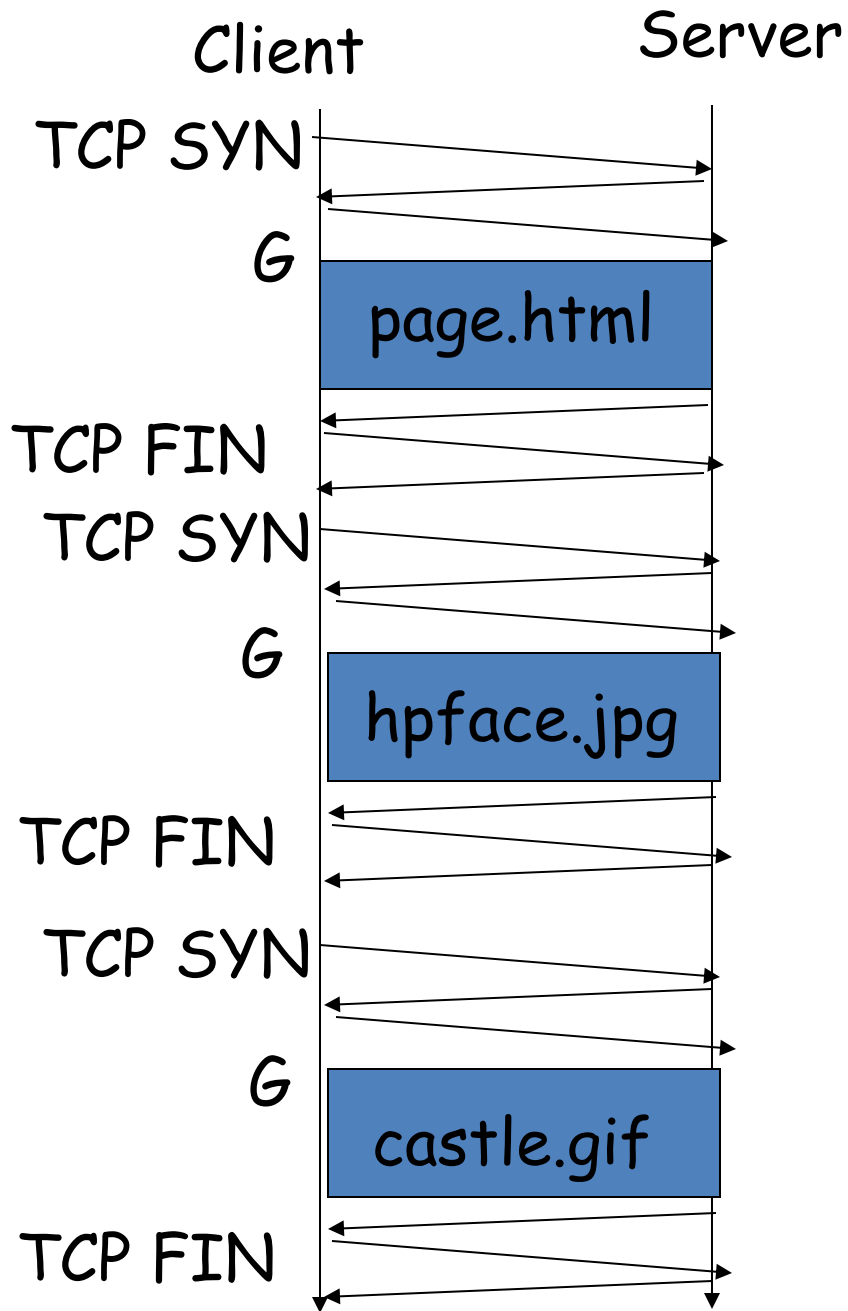 Client
Server
TCP SYN
G
page.html
TCP FIN
TCP SYN
G
hpface.jpg
TCP FIN
TCP SYN
G
castle.gif
TCP FIN